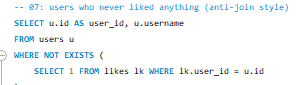 -- 07: users who never liked anything (anti-join style)
SELECT u.id AS user_id, u.username
FROM users u
WHERE NOT EXISTS (
SELECT 1 FROM likes lk WHERE lk.user_id = u.id